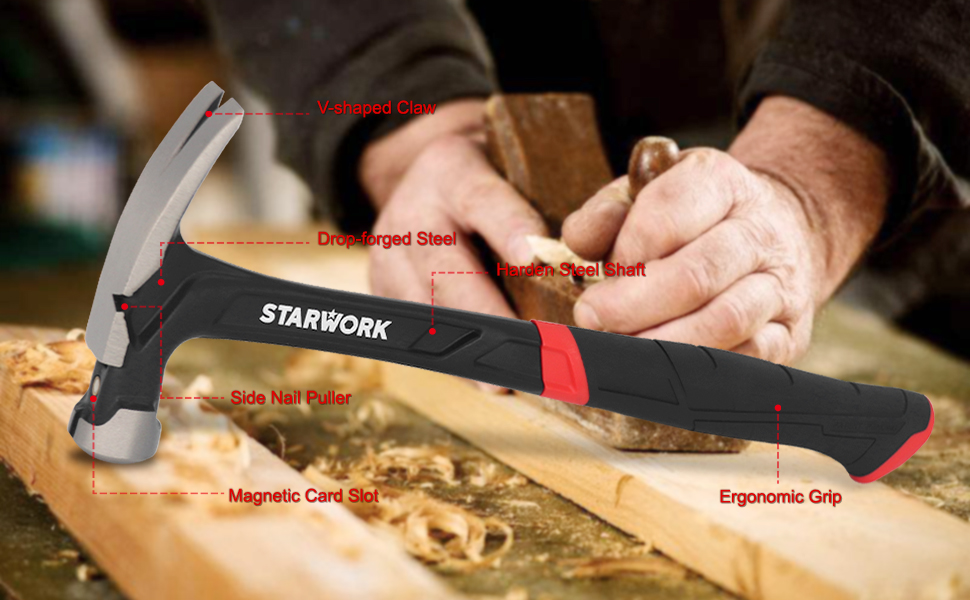 V-shaped Claw
Drop-forged Steel
Harden Steel Shaft
STARWORK
Side Nail Puller
Magnetic Card Slot
Ergonomic Grip